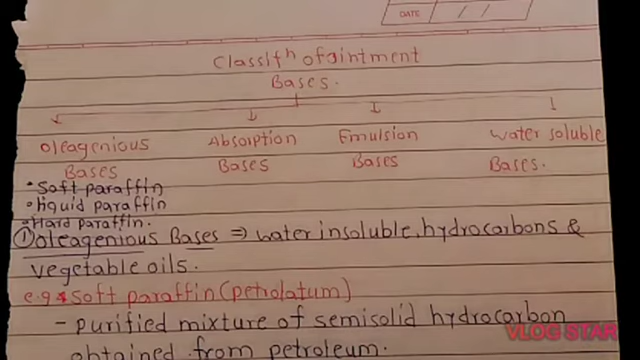 DATE / /
Classifn of ointment
Bases.
Oleagenious Absorption Emulsion water soluble
Bases Bases Bases Bases.
• Soft paraffin
• liquid paraffin
• Hard paraffin.
① Oleagenious Bases ⇒ water insoluble, hydrocarbons &
vegetable oils.
e.g * Soft paraffin (petrolatum)
- purified mixture of semisolid hydrocarbon
obtained from petroleum.
VLOG STAR